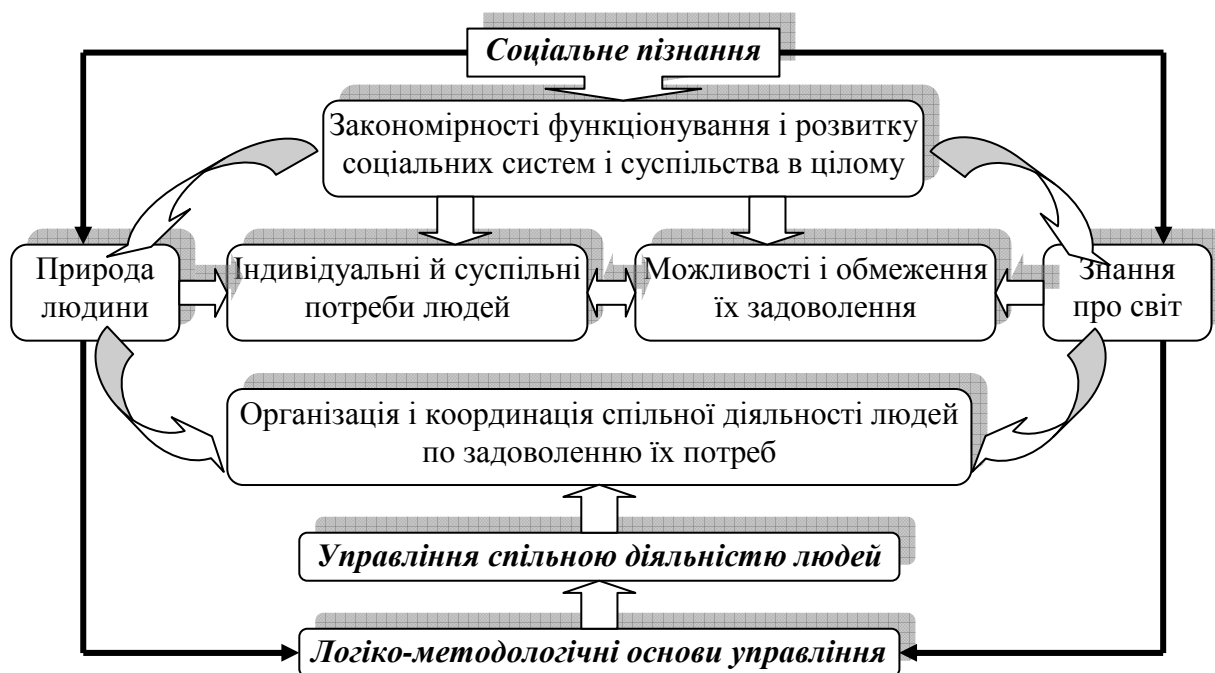 Соціальне пізнання
Закономірності функціонування і розвитку
соціальних систем і суспільства в цілому
Природа
людини
Індивідуальні й суспільні
потреби людей
Можливості і обмеження
їх задоволення
Знання
про світ
Організація і координація спільної діяльності людей
по задоволенню їх потреб
Управління спільною діяльністю людей
Логіко-методологічні основи управління